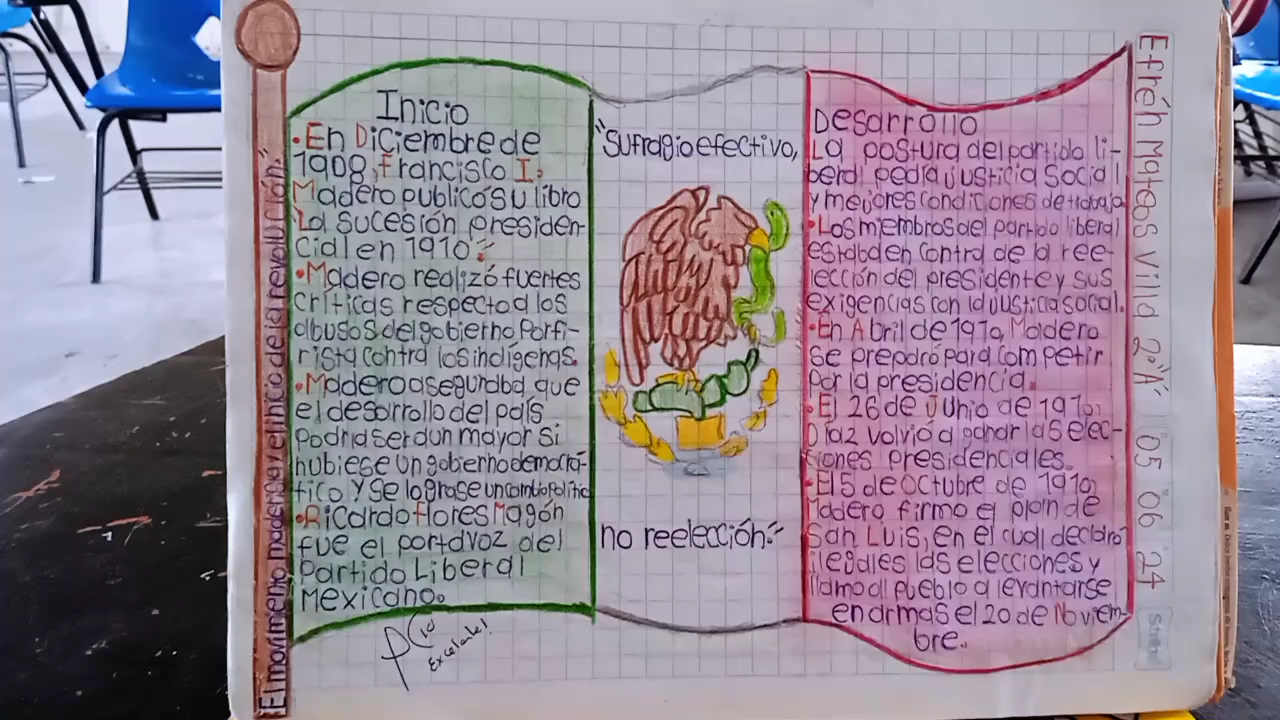 "El movimiento maderista y el inicio de la revolución."
Inicio
•En Diciembre de
1908, Francisco I.
Madero publicó su libro
"La sucesión presiden-
cial en 1910".
•Madero realizó fuertes
críticas respecto a los
abusos del gobierno Porfi-
rista contra los indígenas.
•Madero aseguraba que
el desarrollo del país
Podria ser aun mayor si
hubiese un gobierno democrá-
tico y se lograse un cambio politico
•Ricardo flores Magón
fue el portavoz del
Partido Liberal
Mexicano.
10
Excelente!
"Sufragio efectivo,
no reelección."
Desarrollo
La postura del partido li-
beral pedia justicia Social
y mejores condiciones de trabajo
•Los miembros del partido liberal
estaban contra de la ree-
lección del presidente y sus
exigencias con la justicia social.
•En Abril de 1910, Madero
se preparó para competir
Por la presidencia.
•El 26 de Junio de 1910,
Díaz volvió a ganar las elec-
ciones presidenciales.
•El 5 de Octubre de 1910,
Madero firmo el plan de
San Luis, en el cual declaró
ilegales las elecciones y
llamo al pueblo a levantarse
en armas el 20 de Noviem-
bre.
Efrén Mateos Villa 2°"A" 05 06 24